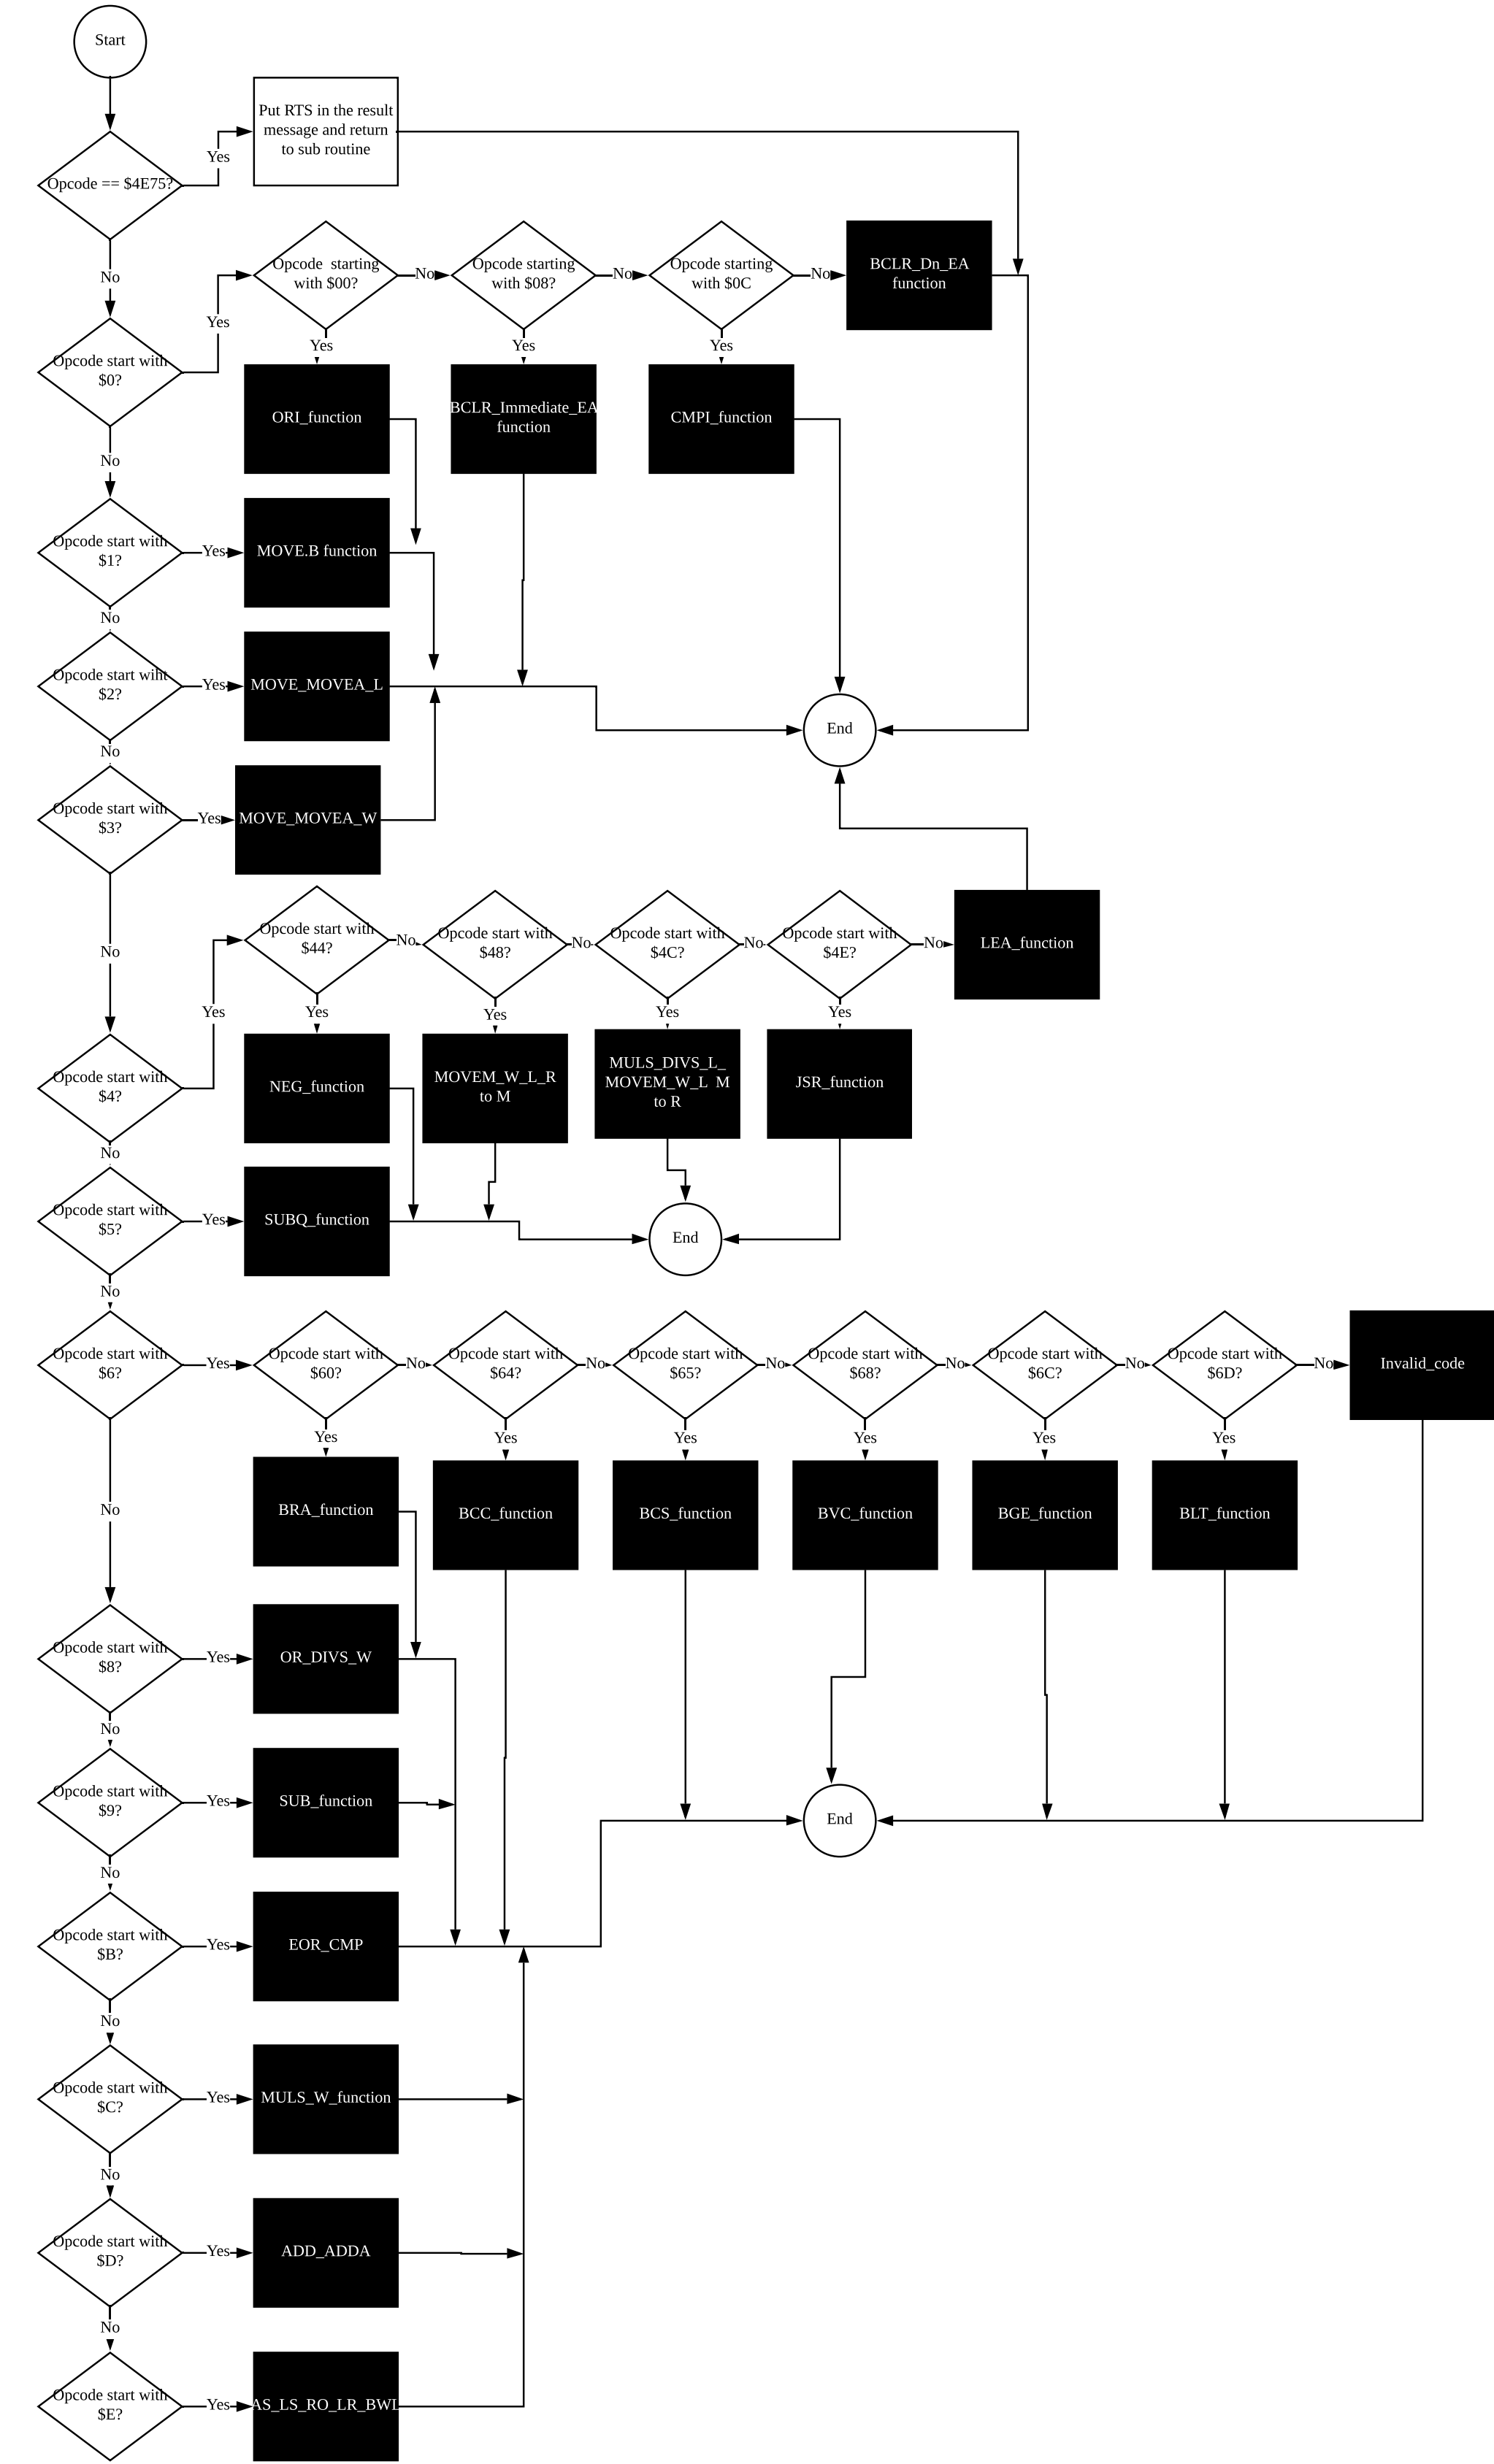 Start
Put RTS in the result
message and return
to sub routine
Yes
Opcode == $4E75?
No
Opcode  starting
with $00?
No
Opcode starting
with $08?
No
Opcode starting
with $0C
No
BCLR_Dn_EA
function
Yes
Yes
Yes
Yes
Opcode start with
$0?
ORI_function
BCLR_Immediate_EA
function
CMPI_function
No
Opcode start with
$1?
Yes
MOVE.B function
No
Opcode start wiht
$2?
Yes
MOVE_MOVEA_L
End
No
Opcode start with
$3?
Yes
MOVE_MOVEA_W
No
Opcode start with
$44?
No
Opcode start with
$48?
No
Opcode start with
$4C?
No
Opcode start with
$4E?
No
LEA_function
Yes
Yes
Yes
Yes
Yes
Opcode start with
$4?
NEG_function
MOVEM_W_L_R
to M
MULS_DIVS_L_
MOVEM_W_L  M
to R
JSR_function
No
Opcode start with
$5?
Yes
SUBQ_function
End
No
Opcode start with
$6?
Yes
Opcode start with
$60?
No
Opcode start with
$64?
No
Opcode start with
$65?
No
Opcode start with
$68?
No
Opcode start with
$6C?
No
Opcode start with
$6D?
No
Invalid_code
Yes
Yes
Yes
Yes
Yes
Yes
No
BRA_function
BCC_function
BCS_function
BVC_function
BGE_function
BLT_function
Opcode start with
$8?
Yes
OR_DIVS_W
No
Opcode start with
$9?
Yes
SUB_function
End
No
Opcode start with
$B?
Yes
EOR_CMP
No
Opcode start with
$C?
Yes
MULS_W_function
No
Opcode start with
$D?
Yes
ADD_ADDA
No
Opcode start with
$E?
Yes
AS_LS_RO_LR_BWL